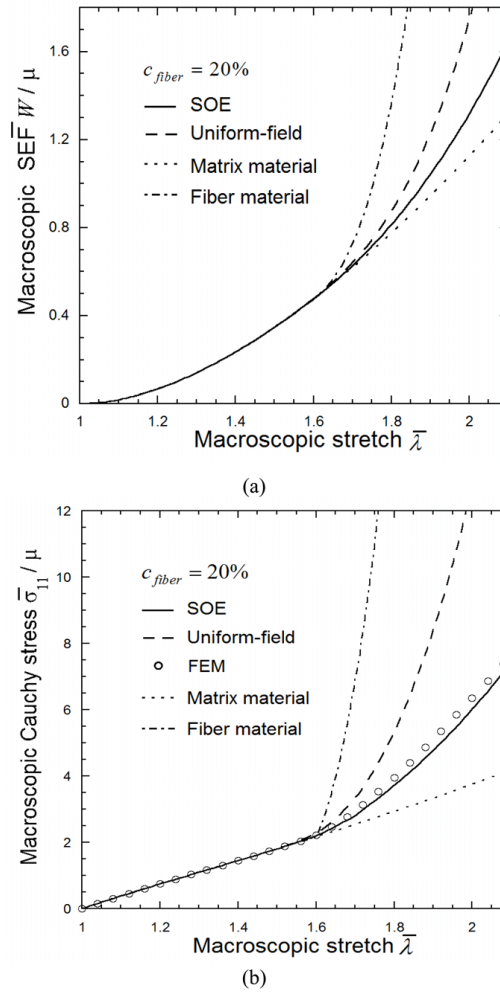 1.6
1.2
0.8
0.4
0
Macroscopic SEF W̅ / μ
c_fiber = 20%
SOE
Uniform-field
Matrix material
Fiber material
1 1.2 1.4 1.6 1.8 2
Macroscopic stretch λ̅
(a)
12
10
8
6
4
2
0
Macroscopic Cauchy stress σ̅₁₁ / μ
c_fiber = 20%
SOE
Uniform-field
FEM
Matrix material
Fiber material
1 1.2 1.4 1.6 1.8 2
Macroscopic stretch λ̅
(b)